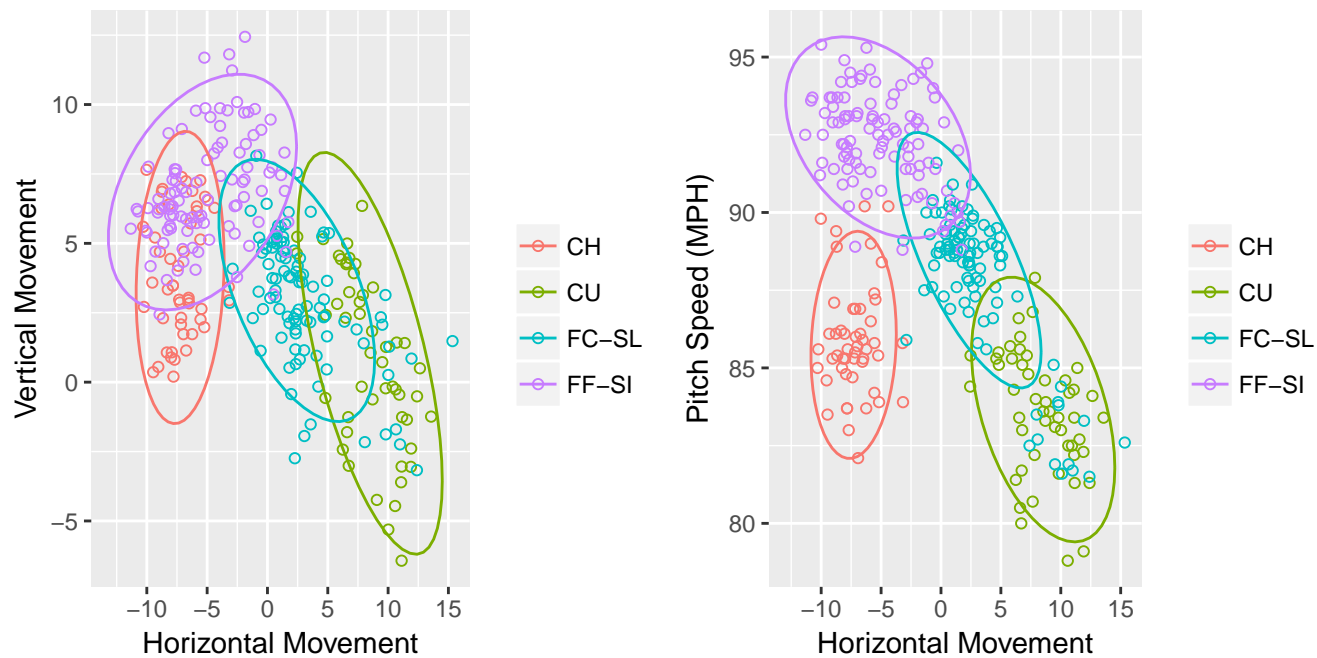 Vertical Movement
10
5
0
−5
−10
−5
0
5
10
15
Horizontal Movement
CH
CU
FC−SL
FF−SI
Pitch Speed (MPH)
95
90
85
80
−10
−5
0
5
10
15
Horizontal Movement
CH
CU
FC−SL
FF−SI